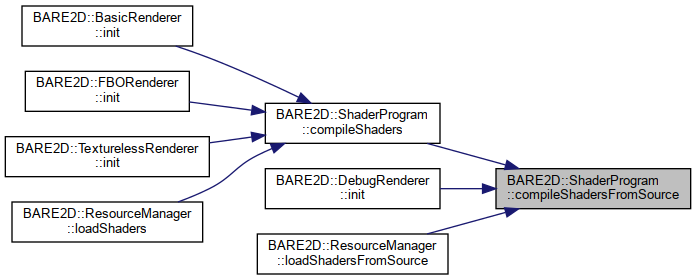 BARE2D::BasicRenderer
::init
BARE2D::FBORenderer
::init
BARE2D::TexturelessRenderer
::init
BARE2D::ResourceManager
::loadShaders
BARE2D::ShaderProgram
::compileShaders
BARE2D::DebugRenderer
::init
BARE2D::ResourceManager
::loadShadersFromSource
BARE2D::ShaderProgram
::compileShadersFromSource